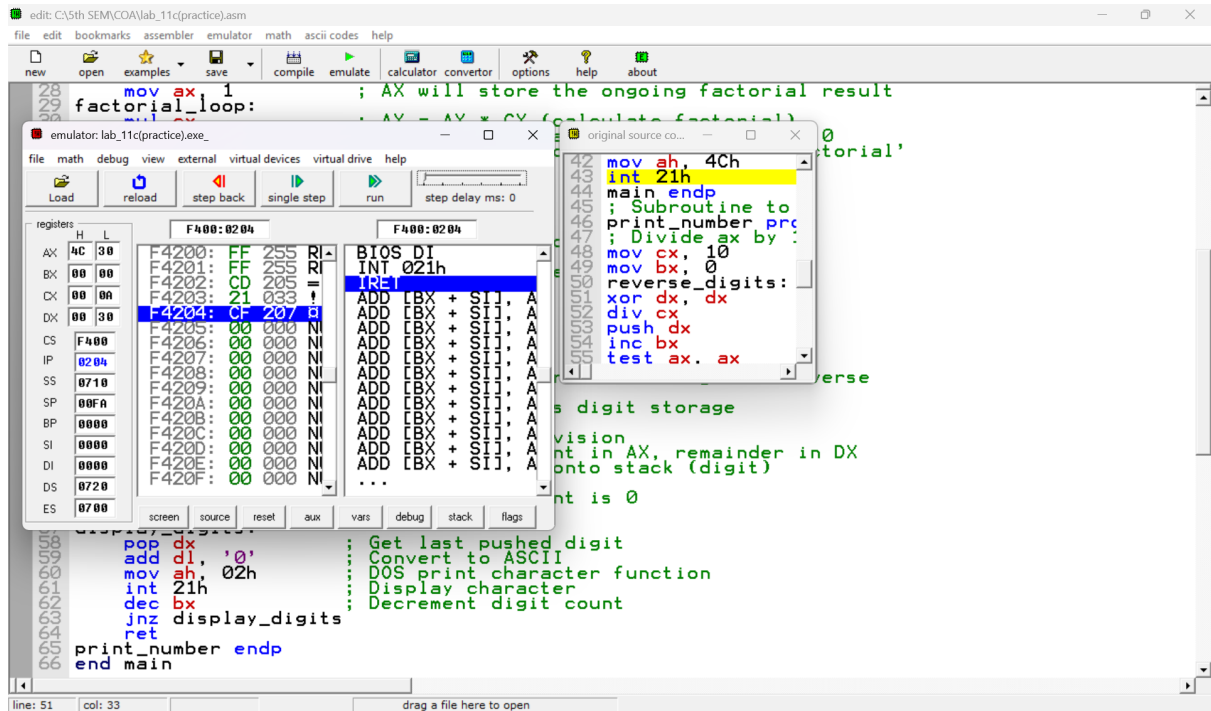 edit: C:\5th SEM\COA\lab_11c(practice).asm
file edit bookmarks assembler emulator math ascii codes help
new open examples save compile emulate calculator convertor options help about
28 mov ax, 1 ; AX will store the ongoing factorial result
29 factorial_loop:
emulator: lab_11c(practice).exe_
file math debug view external virtual devices virtual drive help
Load reload step back single step run step delay ms: 0
registers
H L
F400:0204 F400:0204
AX 4C 30
BX 00 00
CX 00 0A
DX 00 30
CS F400
IP 0204
SS 0710
SP 00FA
BP 0000
SI 0000
DI 0000
DS 0720
ES 0700
F4200: FF 255
F4201: FF 255
F4202: CD 205 =
F4203: 21 033 !
F4204: CF 207 ¤
F4205: 00 000
F4206: 00 000
F4207: 00 000
F4208: 00 000
F4209: 00 000
F420A: 00 000
F420B: 00 000
F420C: 00 000
F420D: 00 000
F420E: 00 000
F420F: 00 000
BIOS DI
INT 021h
IRET
ADD [BX + SI], A
ADD [BX + SI], A
ADD [BX + SI], A
ADD [BX + SI], A
ADD [BX + SI], A
ADD [BX + SI], A
ADD [BX + SI], A
ADD [BX + SI], A
ADD [BX + SI], A
ADD [BX + SI], A
ADD [BX + SI], A
ADD [BX + SI], A
...
screen source reset aux vars debug stack flags
original source co...
42 mov ah, 4Ch
43 int 21h
44 main endp
45 ; Subroutine to
46 print_number pro
47 ; Divide ax by
48 mov cx, 10
49 mov bx, 0
50 reverse_digits:
51 xor dx, dx
52 div cx
53 push dx
54 inc bx
55 test ax, ax
torial'
verse
s digit storage
vision
nt in AX, remainder in DX
onto stack (digit)
nt is 0
display_digits:
58 pop dx ; Get last pushed digit
59 add dl, '0' ; Convert to ASCII
60 mov ah, 02h ; DOS print character function
61 int 21h ; Display character
62 dec bx ; Decrement digit count
63 jnz display_digits
64 ret
65 print_number endp
66 end main
line: 51 col: 33 drag a file here to open